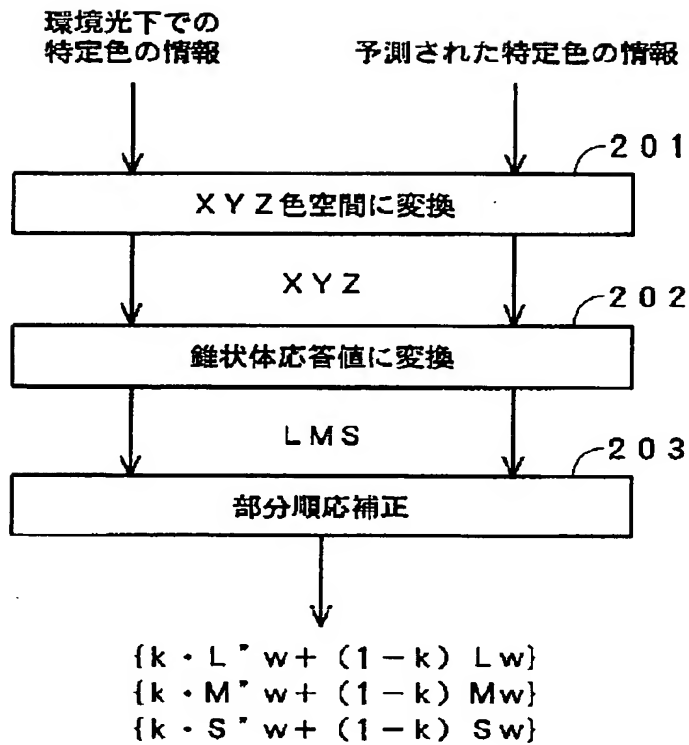 環境光下での
特定色の情報
予測された特定色の情報
201
XYZ色空間に変換
XYZ
202
錐状体応答値に変換
LMS
203
部分順応補正
{k・L"w+(1-k)Lw}
{k・M"w+(1-k)Mw}
{k・S"w+(1-k)Sw}